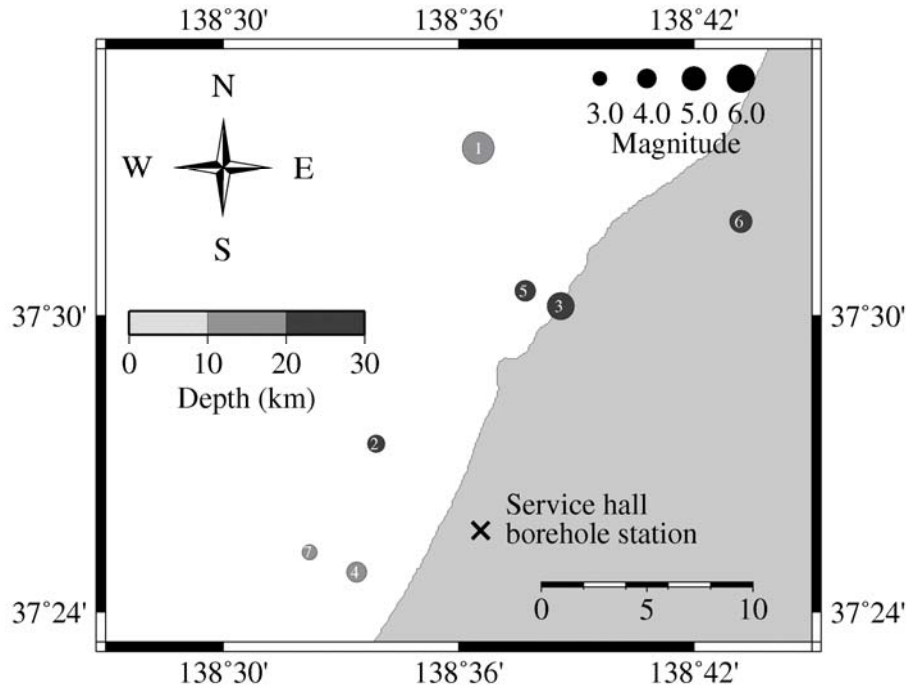 138°30' 138°36' 138°42'
N
W E
S
3.0 4.0 5.0 6.0
Magnitude
1
6
5
3
37°30' 37°30'
0 10 20 30
Depth (km)
2
Service hall
borehole station
7
4
0 5 10
37°24' 37°24'
138°30' 138°36' 138°42'